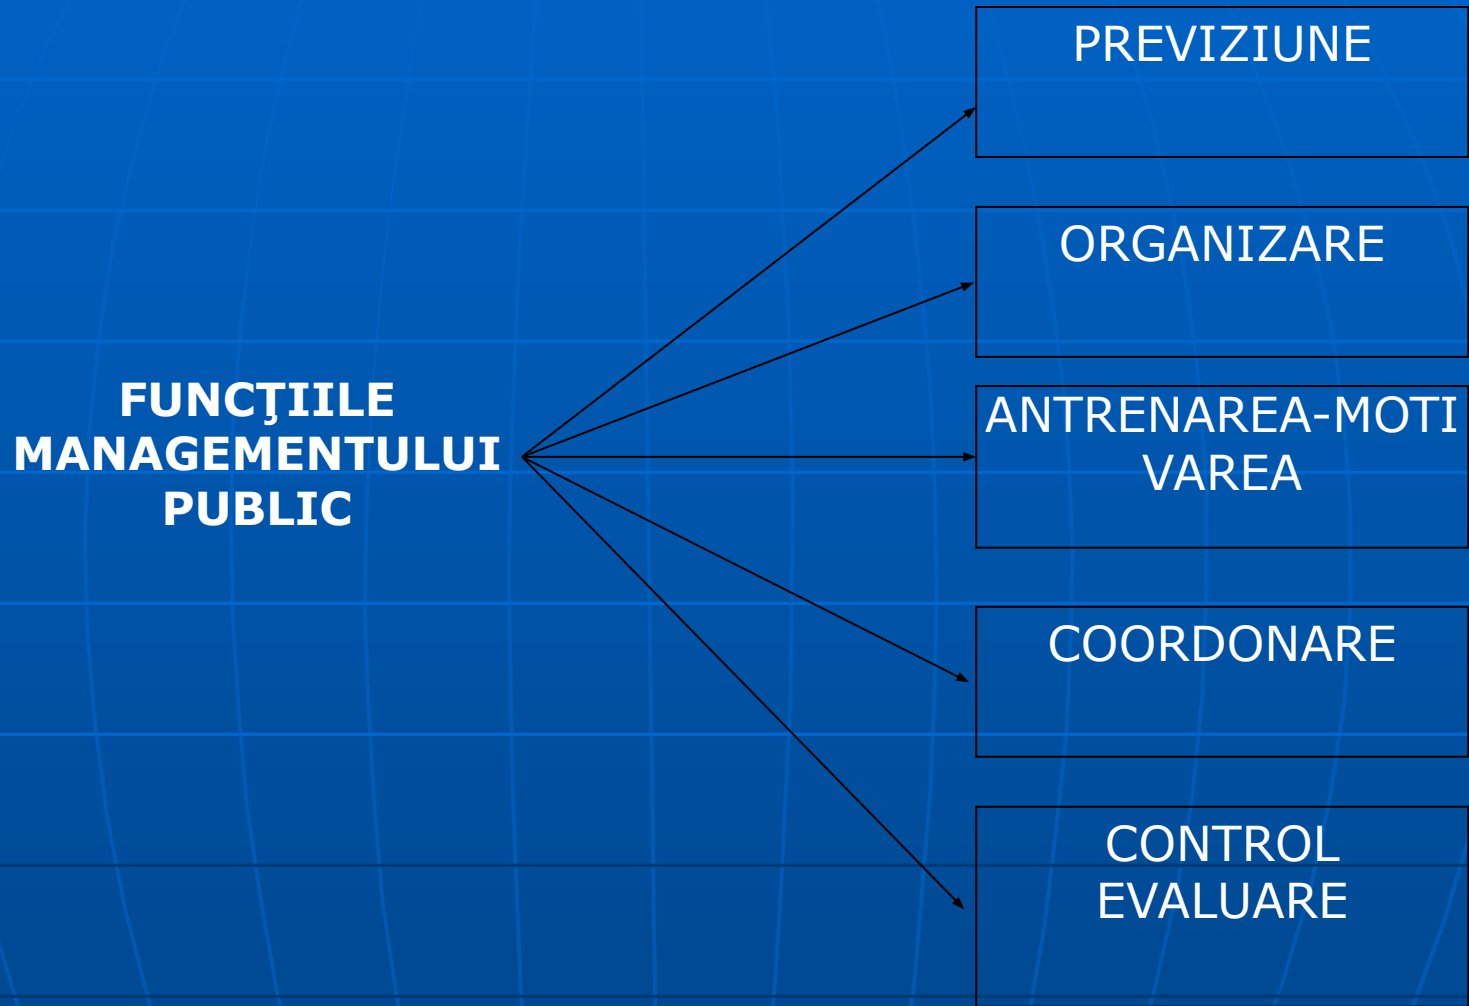 PREVIZIUNE
ORGANIZARE
FUNCŢIILE
MANAGEMENTULUI
PUBLIC
ANTRENAREA-MOTI
VAREA
COORDONARE
CONTROL
EVALUARE